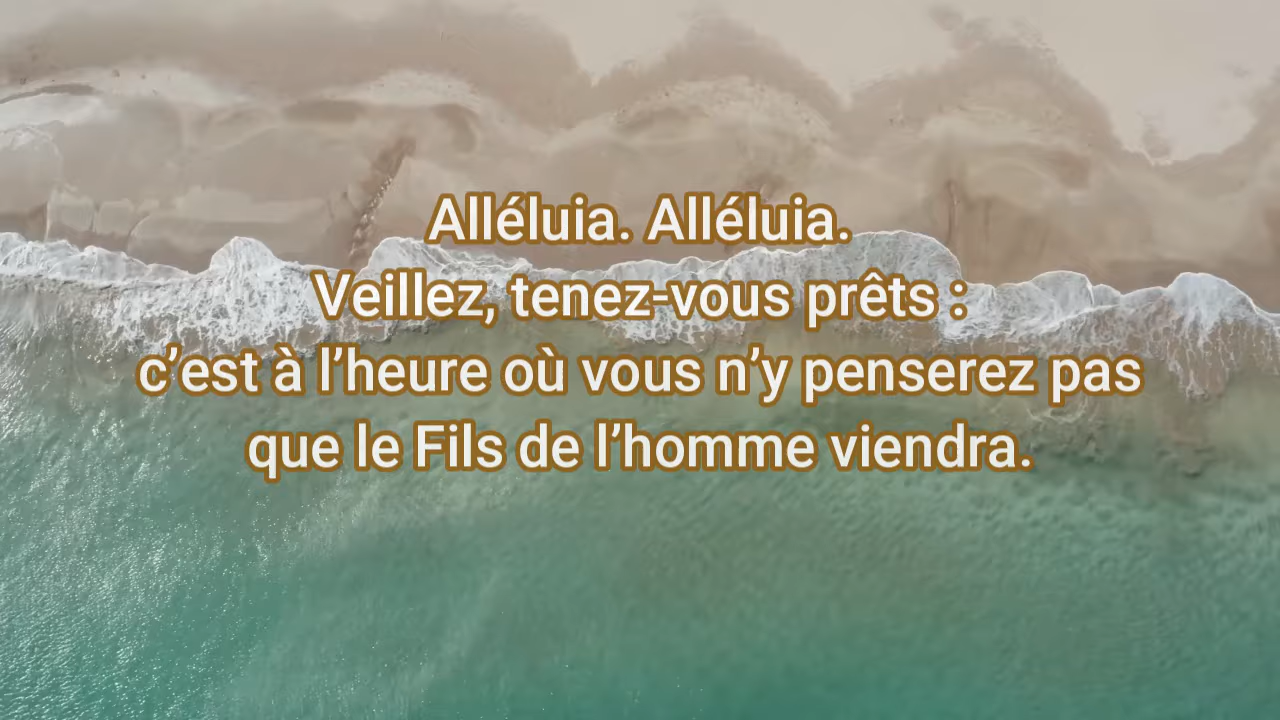 Alléluia. Alléluia.
Veillez, tenez-vous prêts :
c’est à l’heure où vous n’y penserez pas
que le Fils de l’homme viendra.